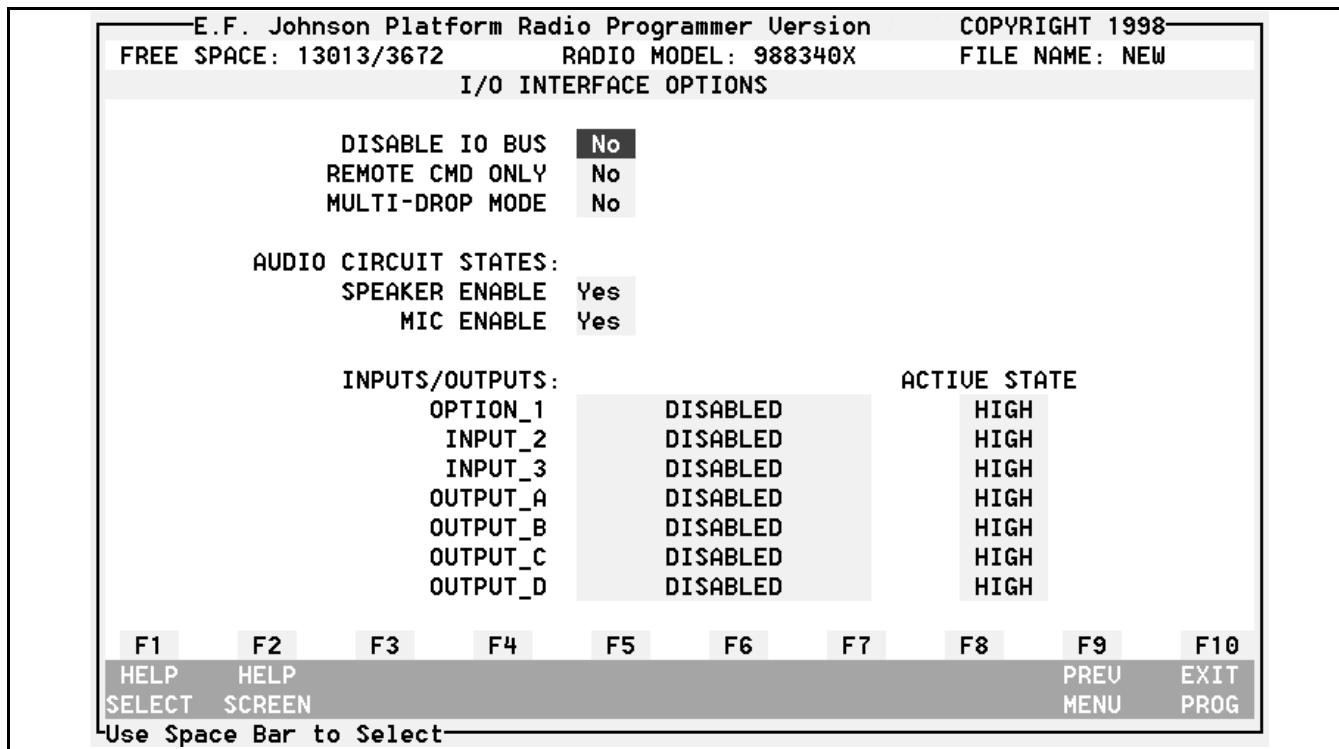 E.F. Johnson Platform Radio Programmer Version COPYRIGHT 1998
FREE SPACE: 13013/3672 RADIO MODEL: 988340X FILE NAME: NEW
I/O INTERFACE OPTIONS
DISABLE IO BUS No
REMOTE CMD ONLY No
MULTI-DROP MODE No
AUDIO CIRCUIT STATES:
SPEAKER ENABLE Yes
MIC ENABLE Yes
INPUTS/OUTPUTS: ACTIVE STATE
OPTION_1 DISABLED HIGH
INPUT_2 DISABLED HIGH
INPUT_3 DISABLED HIGH
OUTPUT_A DISABLED HIGH
OUTPUT_B DISABLED HIGH
OUTPUT_C DISABLED HIGH
OUTPUT_D DISABLED HIGH
F1 F2 F3 F4 F5 F6 F7 F8 F9 F10
HELP HELP PREV EXIT
SELECT SCREEN MENU PROG
Use Space Bar to Select